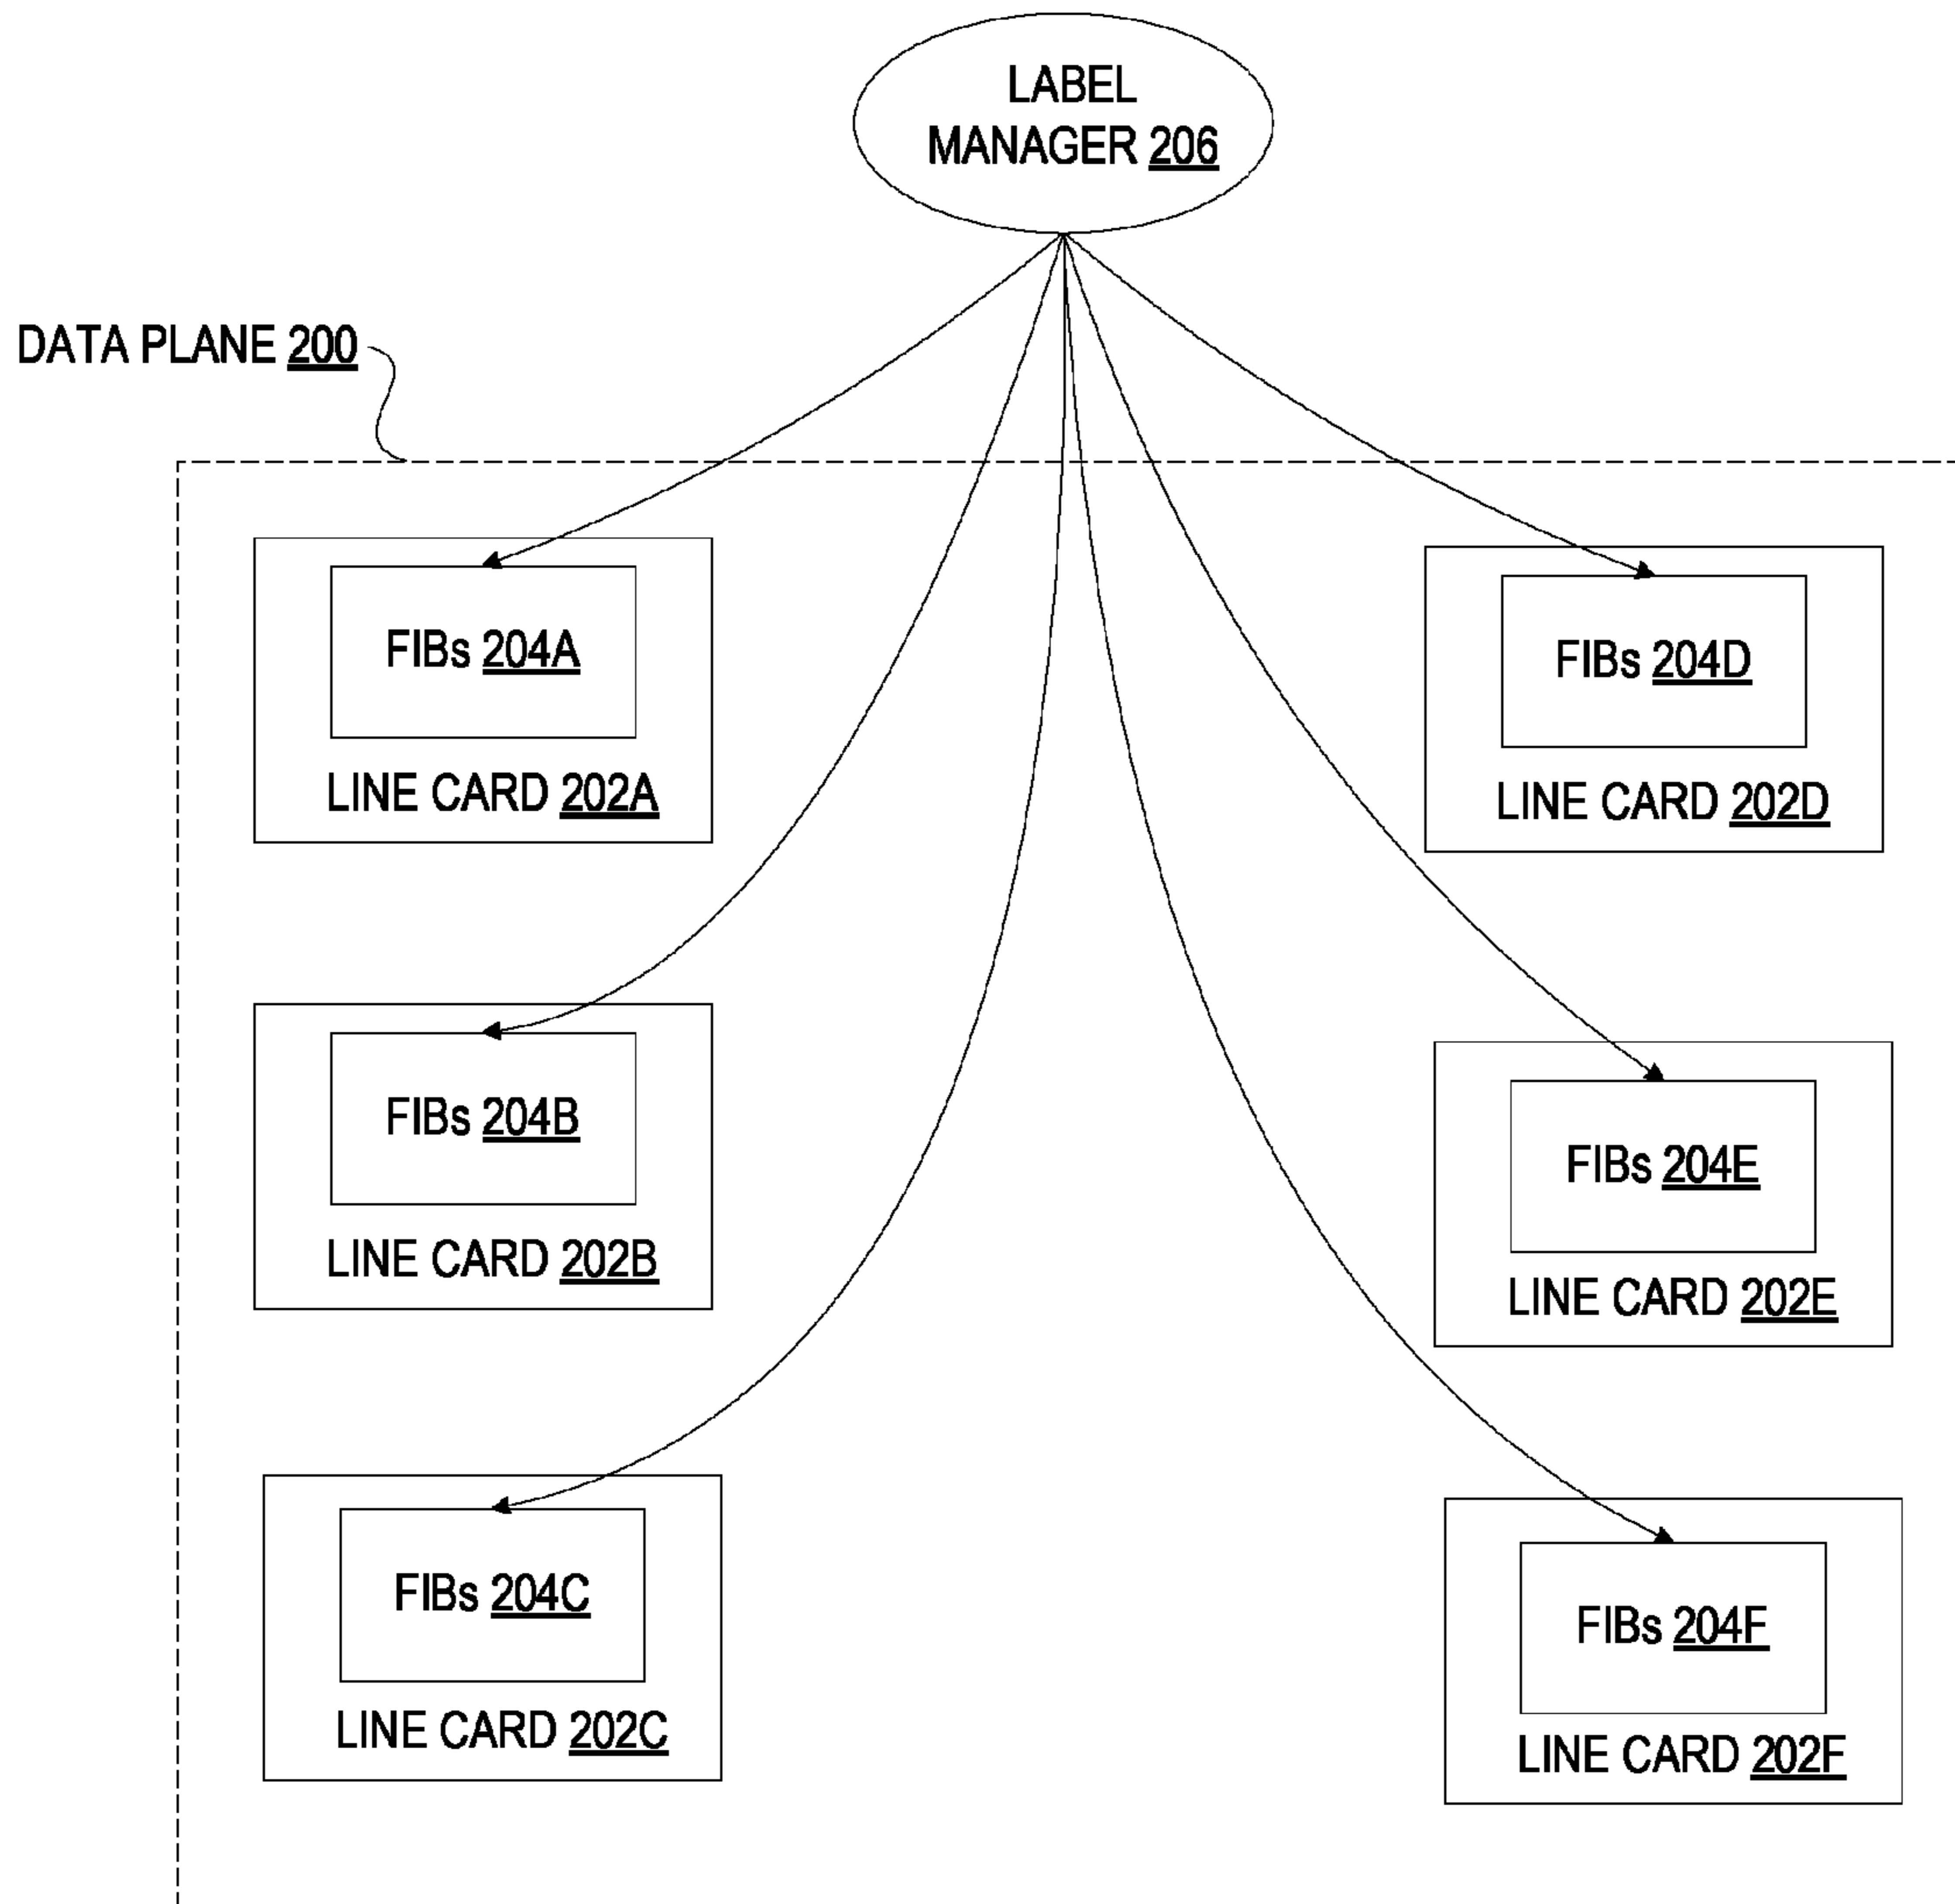 LABEL
MANAGER 206
DATA PLANE 200
FIBs 204A
LINE CARD 202A
FIBs 204D
LINE CARD 202D
FIBs 204B
LINE CARD 202B
FIBs 204E
LINE CARD 202E
FIBs 204C
LINE CARD 202C
FIBs 204F
LINE CARD 202F